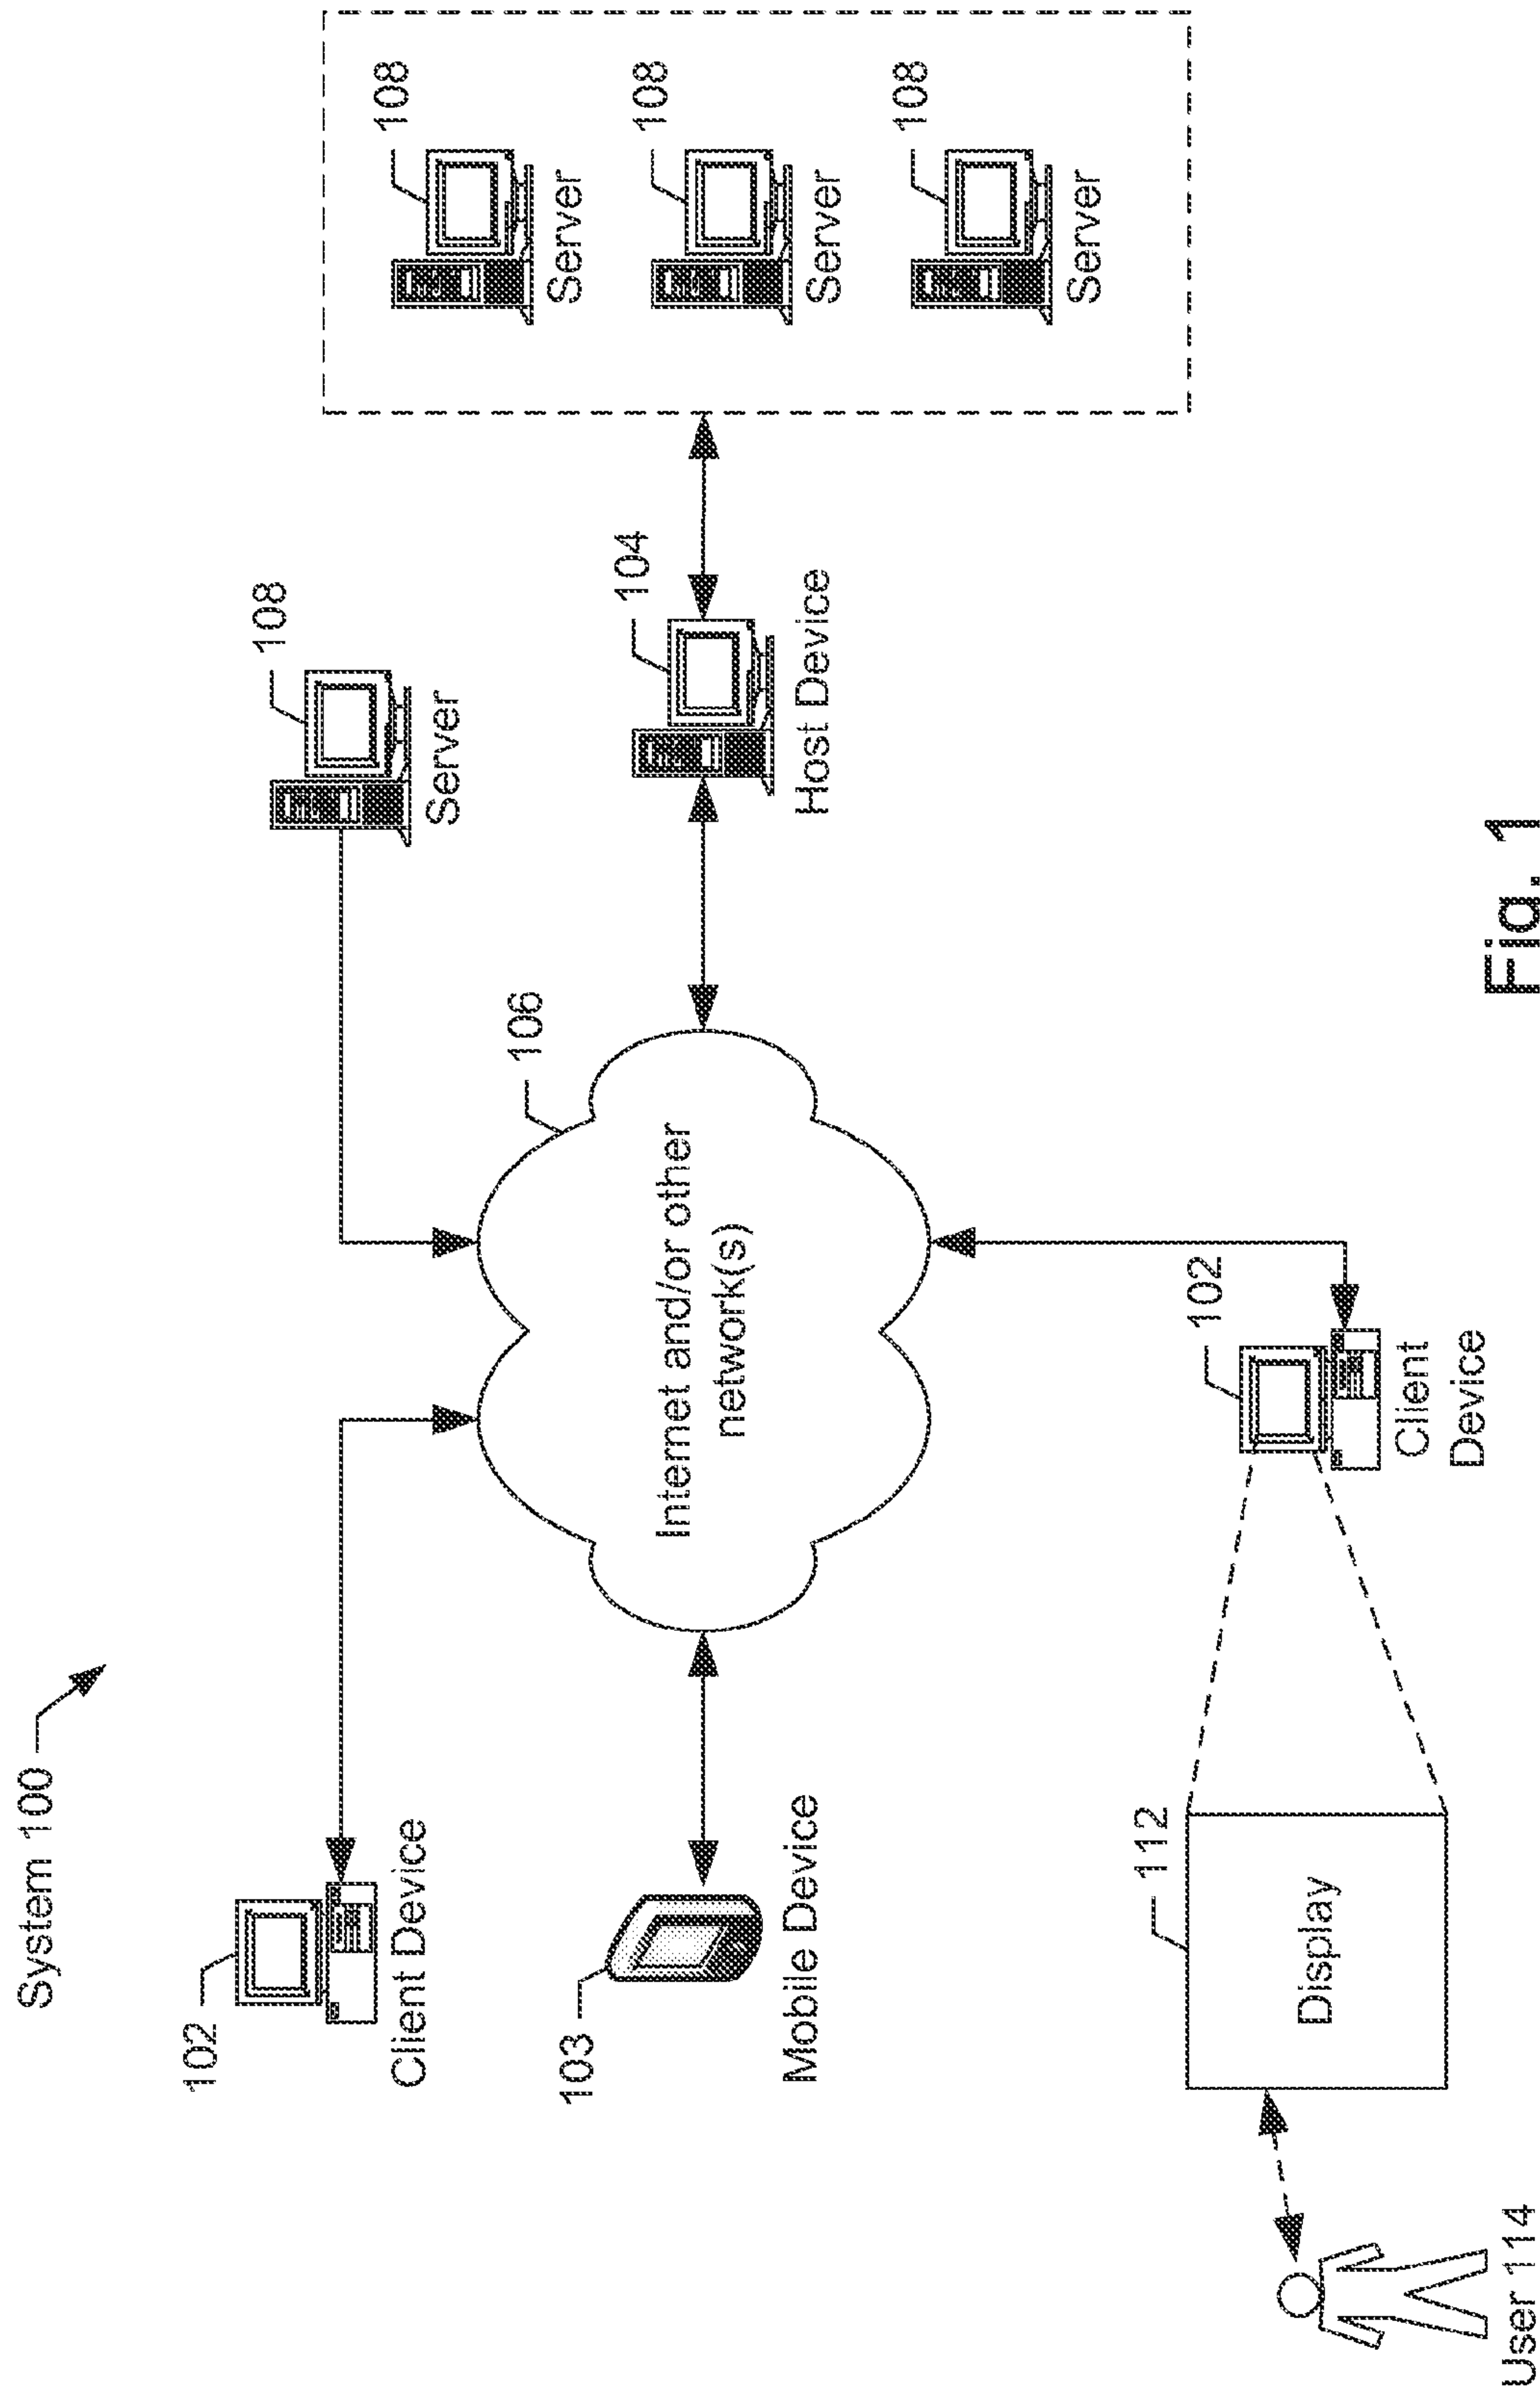 System 100
102
Client Device
108
Server
103
Mobile Device
106
Internet and/or other
network(s)
104
Host Device
108
Server
108
Server
108
Server
112
Display
102
Client
Device
User 114
Fig. 1